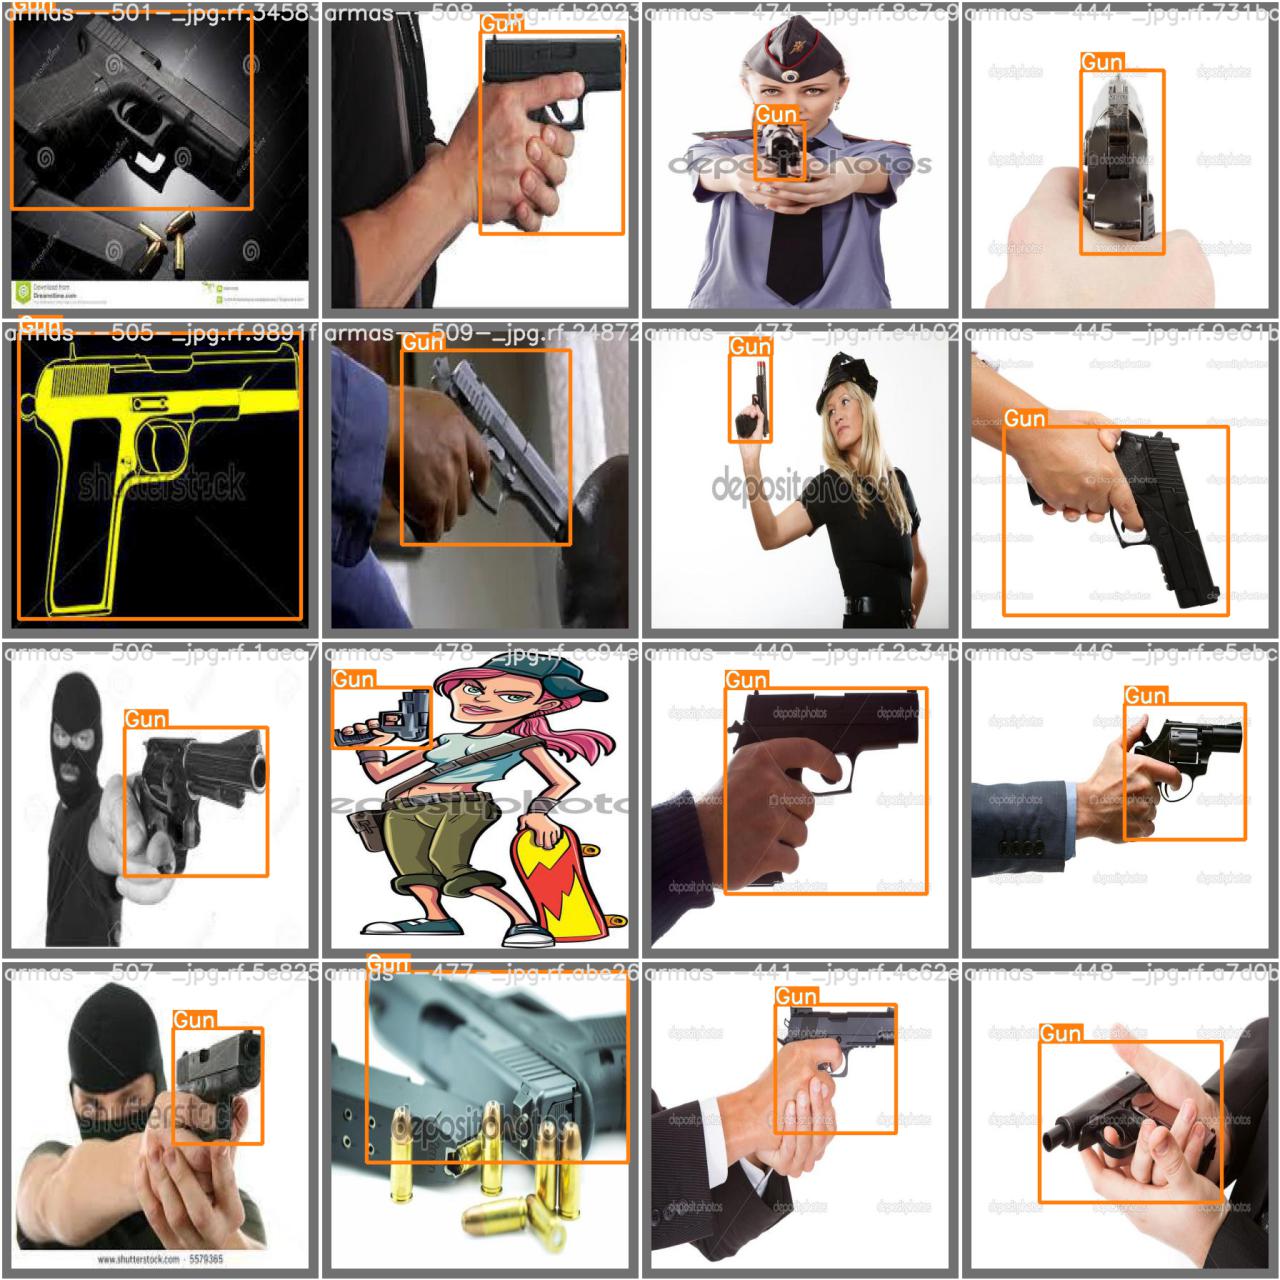 armas--501-_jpg.rf.34583
Gun
Download from
Dreamstime.com
armas--508-_jpg.rf.b2023
Gun
armas--474-_jpg.rf.8c7c9
Gun
depositphotos
armas--444-_jpg.rf.731bc
Gun
depositphotos
armas--505-_jpg.rf.9891f
Gun
shutterstock
armas--509-_jpg.rf.24872
Gun
armas--473-_jpg.rf.e4b02
Gun
depositphotos
armas--445-_jpg.rf.9e61b
Gun
depositphotos
armas--506-_jpg.rf.1aec7
Gun
armas--478-_jpg.rf.cc94e
Gun
depositphoto
armas--440-_jpg.rf.2c34b
Gun
depositphotos
armas--446-_jpg.rf.e5ebc
Gun
depositphotos
armas--507-_jpg.rf.5e825
Gun
shutterstock
www.shutterstock.com · 5579365
armas--477-_jpg.rf.abe26
Gun
depositphotos
armas--441-_jpg.rf.4c62e
Gun
depositphotos
armas--448-_jpg.rf.a7d0b
Gun
depositphotos